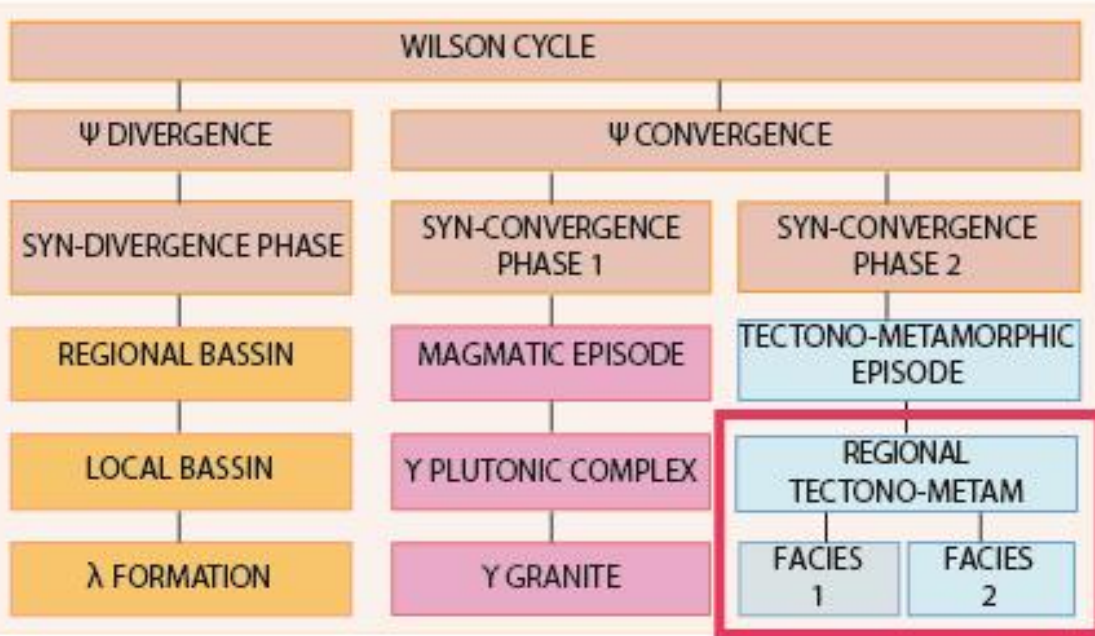 WILSON CYCLE
Ψ DIVERGENCE
Ψ CONVERGENCE
SYN-DIVERGENCE PHASE
SYN-CONVERGENCE
PHASE 1
SYN-CONVERGENCE
PHASE 2
REGIONAL BASSIN
MAGMATIC EPISODE
TECTONO-METAMORPHIC
EPISODE
LOCAL BASSIN
Υ PLUTONIC COMPLEX
REGIONAL
TECTONO-METAM
λ FORMATION
Υ GRANITE
FACIES
1
FACIES
2